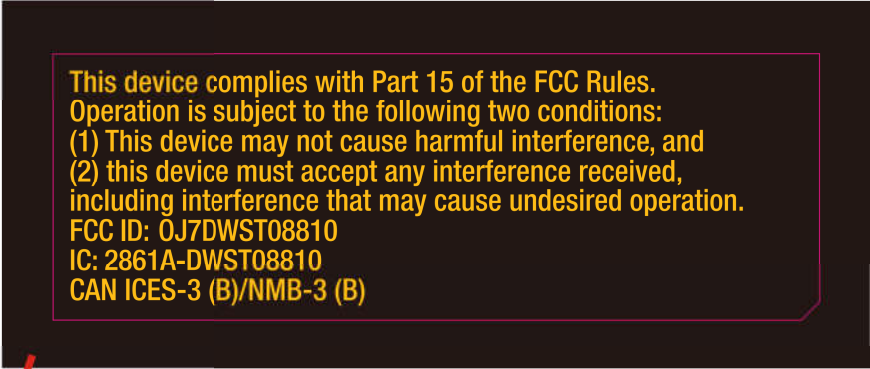 This device complies with Part 15 of the FCC Rules.
Operation is subject to the following two conditions:
(1) This device may not cause harmful interference, and
(2) this device must accept any interference received,
including interference that may cause undesired operation.
FCC ID: OJ7DWST08810
IC: 2861A-DWST08810
CAN ICES-3 (B)/NMB-3 (B)